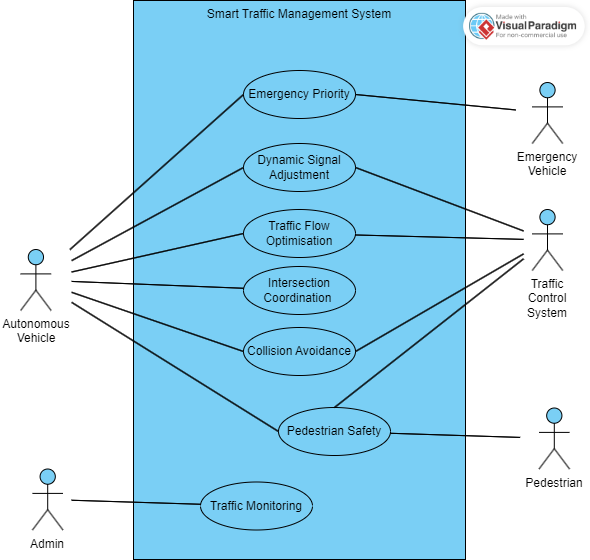 Smart Traffic Management System
Made with
Visual Paradigm
For non-commercial use
Emergency Priority
Emergency
Vehicle
Dynamic Signal
Adjustment
Traffic Flow
Optimisation
Intersection
Coordination
Traffic
Control
System
Autonomous
Vehicle
Collision Avoidance
Pedestrian Safety
Pedestrian
Traffic Monitoring
Admin